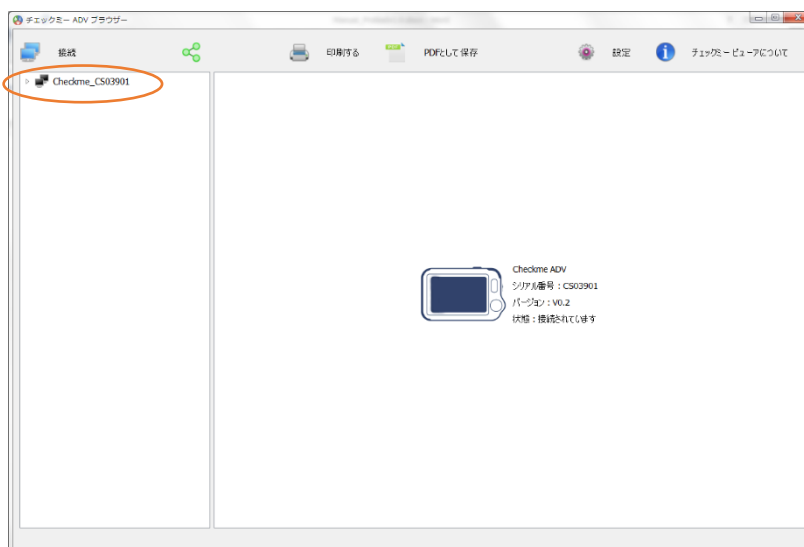 チェックミー ADV ブラウザー
接続
印刷する
PDFとして保存
設定
チェックミービューアについて
Checkme_CS03901
Checkme ADV
シリアル番号：CS03901
バージョン：V0.2
状態：接続されています